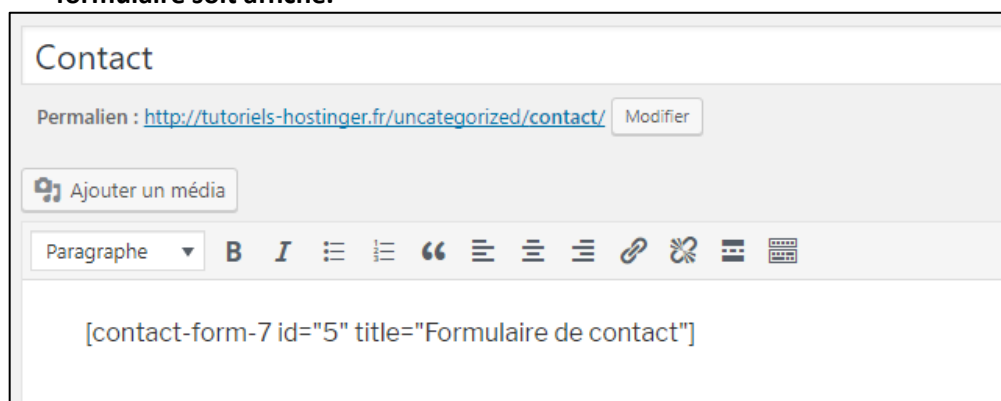 formulaire soit affiché.
Contact
Permalien : http://tutoriels-hostinger.fr/uncategorized/contact/ Modifier
Ajouter un média
Paragraphe B I
[contact-form-7 id="5" title="Formulaire de contact"]